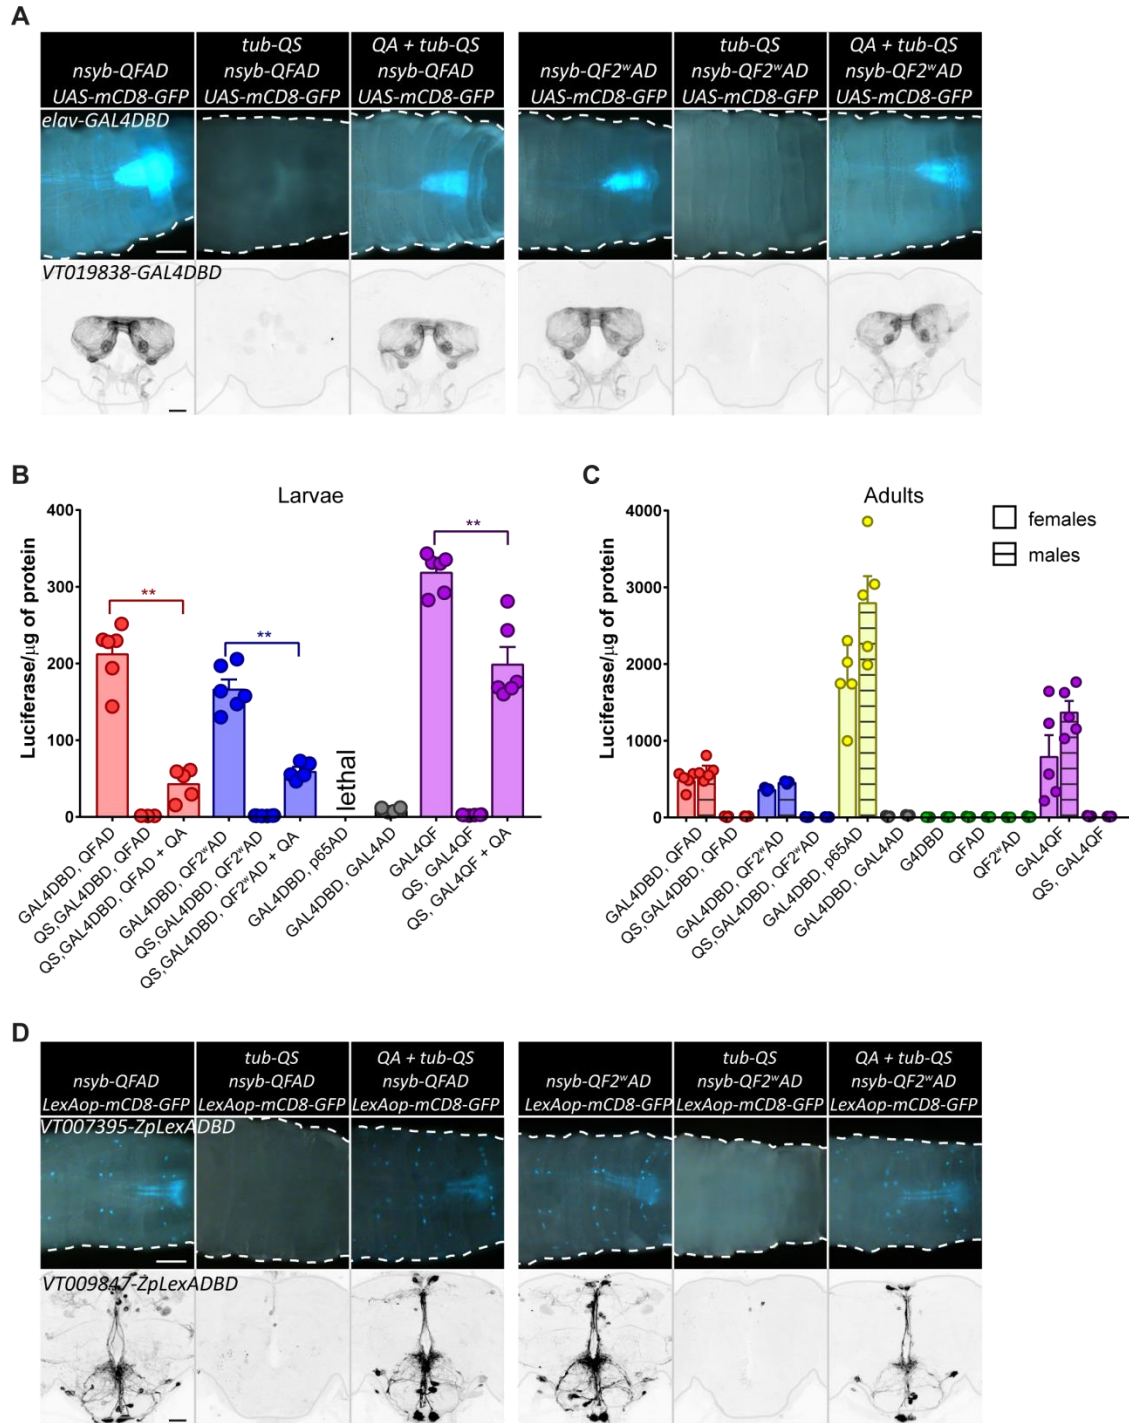 A
nsyb-QFAD
UAS-mCD8-GFP
tub-QS
nsyb-QFAD
UAS-mCD8-GFP
QA + tub-QS
nsyb-QFAD
UAS-mCD8-GFP
nsyb-QF2ʷAD
UAS-mCD8-GFP
tub-QS
nsyb-QF2ʷAD
UAS-mCD8-GFP
QA + tub-QS
nsyb-QF2ʷAD
UAS-mCD8-GFP
elav-GAL4DBD
VT019838-GAL4DBD
B
Larvae
Luciferase/µg of protein
400
300
200
100
0
**
**
**
lethal
GAL4DBD, QFAD
QS,GAL4DBD, QFAD
QS,GAL4DBD, QFAD + QA
GAL4DBD, QF2ʷAD
QS,GAL4DBD, QF2ʷAD
QS,GAL4DBD, QF2ʷAD + QA
GAL4DBD, p65AD
GAL4DBD, GAL4AD
GAL4QF
QS, GAL4QF
QS, GAL4QF + QA
C
Adults
females
males
Luciferase/µg of protein
4000
3000
2000
1000
0
GAL4DBD, QFAD
QS,GAL4DBD, QFAD
GAL4DBD, QF2ʷAD
QS,GAL4DBD, QF2ʷAD
GAL4DBD, p65AD
GAL4DBD, GAL4AD
G4DBD
QFAD
QF2ʷAD
GAL4QF
QS, GAL4QF
D
nsyb-QFAD
LexAop-mCD8-GFP
tub-QS
nsyb-QFAD
LexAop-mCD8-GFP
QA + tub-QS
nsyb-QFAD
LexAop-mCD8-GFP
nsyb-QF2ʷAD
LexAop-mCD8-GFP
tub-QS
nsyb-QF2ʷAD
LexAop-mCD8-GFP
QA + tub-QS
nsyb-QF2ʷAD
LexAop-mCD8-GFP
VT007395-ZpLexADBD
VT009847-ZpLexADBD